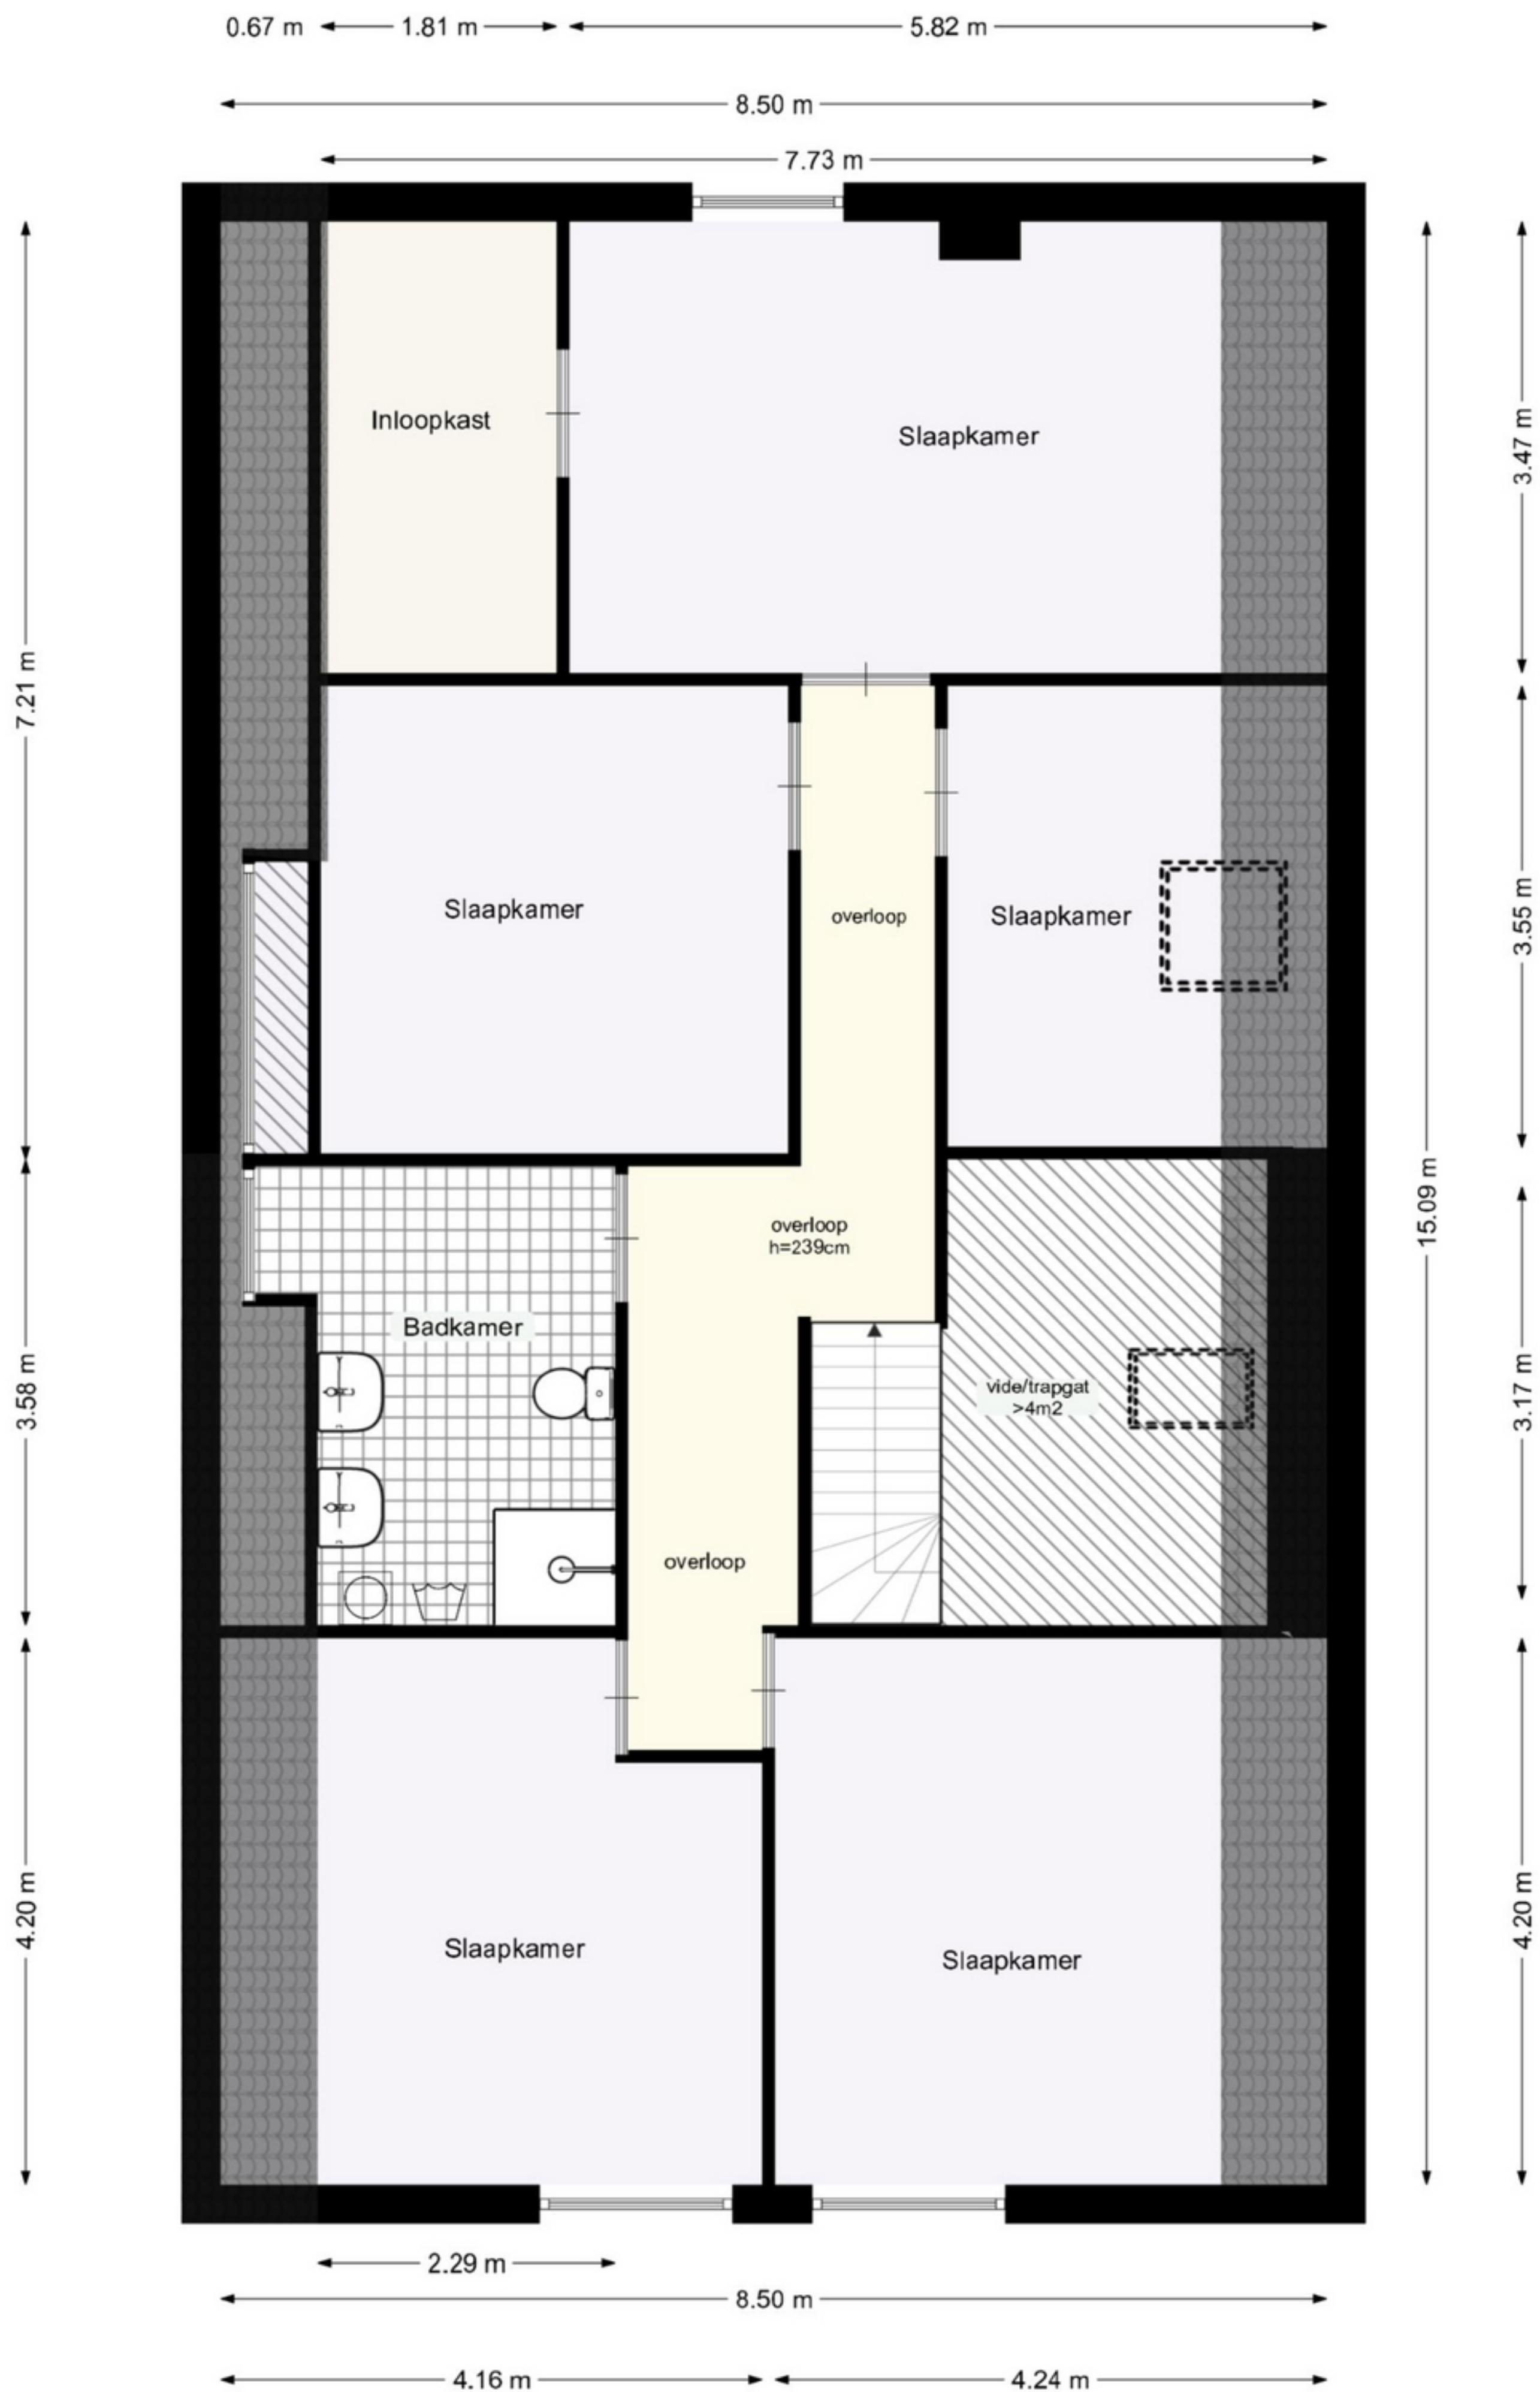 0.67 m
1.81 m
5.82 m
8.50 m
7.73 m
Inloopkast
Slaapkamer
3.47 m
7.21 m
Slaapkamer
overloop
Slaapkamer
3.55 m
15.09 m
overloop
h=239cm
Badkamer
vide/trapgat
>4m2
3.58 m
3.17 m
overloop
4.20 m
Slaapkamer
Slaapkamer
4.20 m
2.29 m
8.50 m
4.16 m
4.24 m